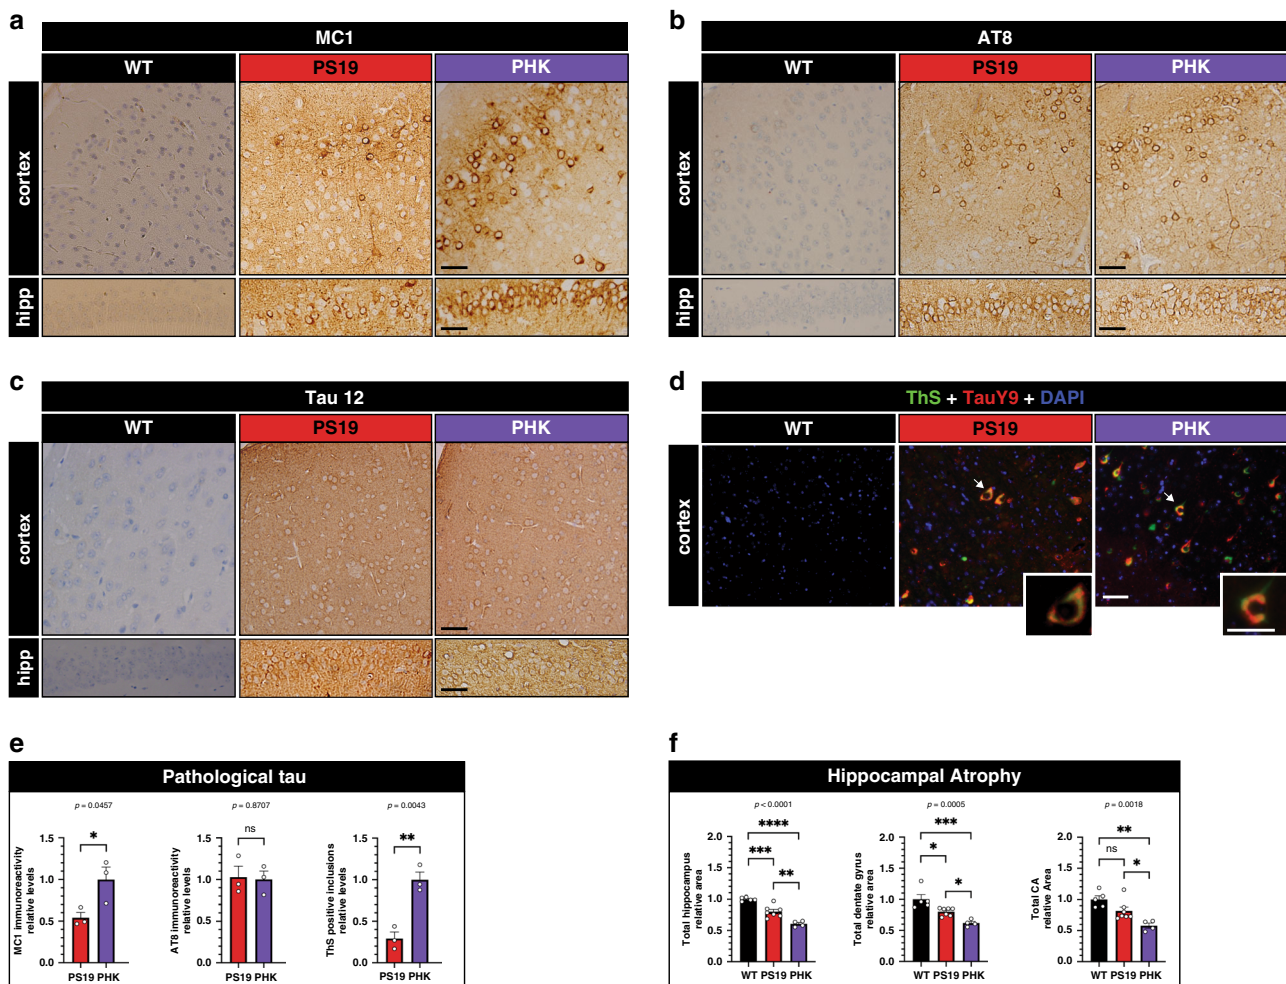 a
MC1
WT PS19 PHK
cortex
hipp
b
AT8
WT PS19 PHK
cortex
hipp
c
Tau 12
WT PS19 PHK
cortex
hipp
d
ThS + TauY9 + DAPI
WT PS19 PHK
cortex
e
Pathological tau
p = 0.0457
*
MC1 immunoreactivity
relative levels
1.5
1.0
0.5
0.0
PS19 PHK
p = 0.8707
ns
AT8 immunoreactivity
relative levels
1.5
1.0
0.5
0.0
PS19 PHK
p = 0.0043
**
ThS positive inclusions
relative levels
1.5
1.0
0.5
0.0
PS19 PHK
f
Hippocampal Atrophy
p < 0.0001
****
***
**
Total hippocampus
relative area
2.0
1.5
1.0
0.5
0.0
WT PS19 PHK
p = 0.0005
***
*
*
Total dentate gyrus
relative area
2.0
1.5
1.0
0.5
0.0
WT PS19 PHK
p = 0.0018
**
ns
*
Total CA
relative Area
2.0
1.5
1.0
0.5
0.0
WT PS19 PHK